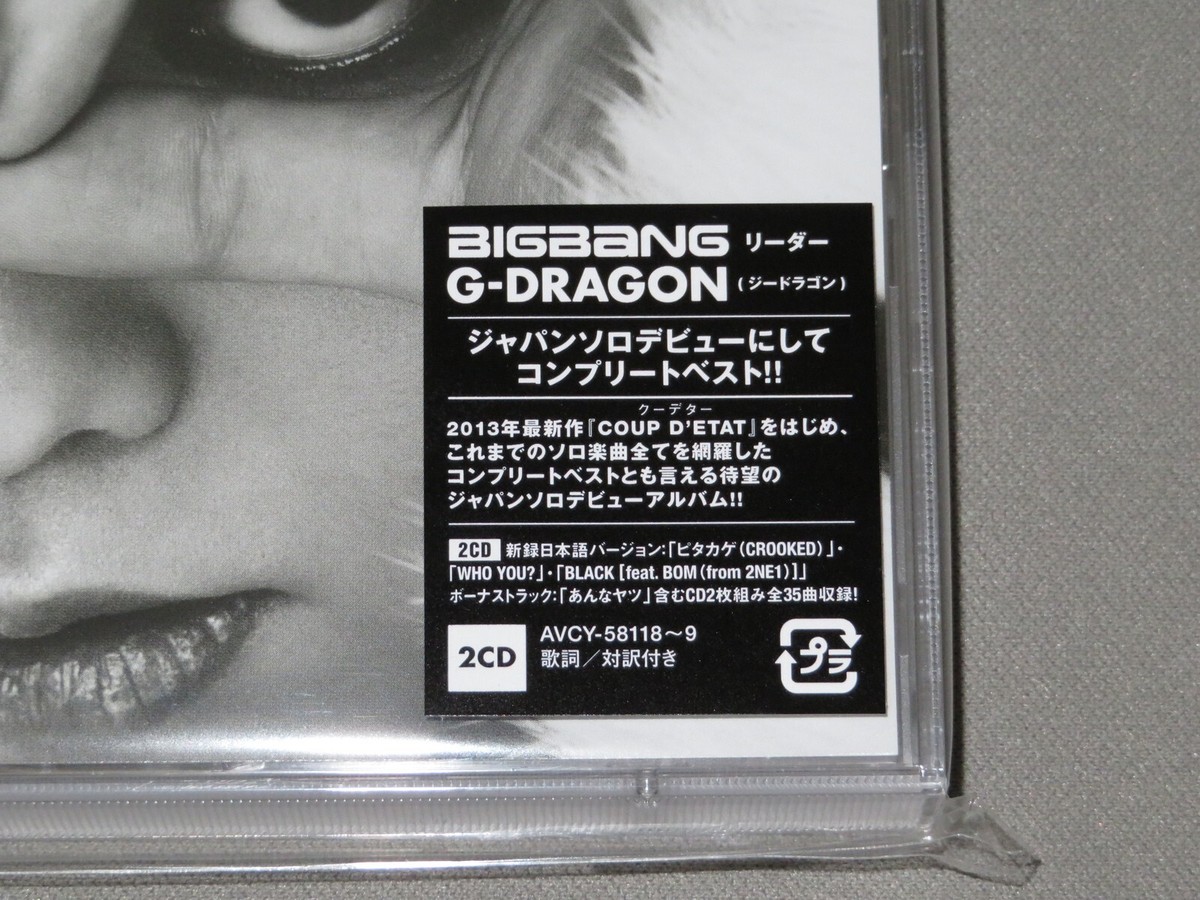 BIGBANG リーダー
G-DRAGON (ジードラゴン)
ジャパンソロデビューにして
コンプリートベスト!!
クーデター
2013年最新作『COUP D'ETAT』をはじめ、
これまでのソロ楽曲全てを網羅した
コンプリートベストとも言える待望の
ジャパンソロデビューアルバム!!
2CD 新録日本語バージョン:「ピタカゲ(CROOKED)」・
「WHO YOU?」・「BLACK [feat. BOM(from 2NE1)]」
ボーナストラック:「あんなヤツ」含むCD2枚組み全35曲収録!
2CD
AVCY-58118～9
歌詞／対訳付き
プラ